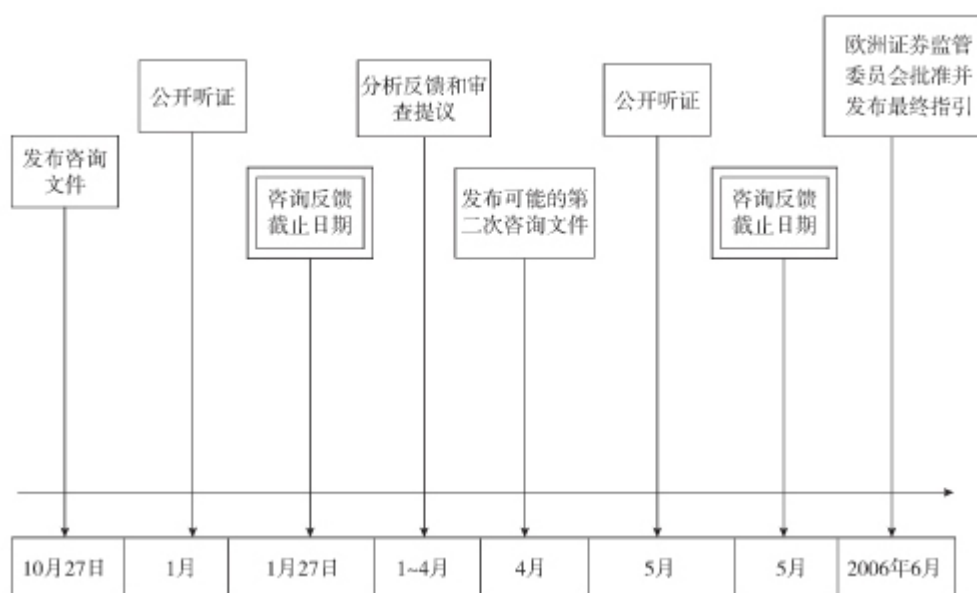 发布咨询
文件
公开听证
咨询反馈
截止日期
分析反馈和审
查提议
发布可能的第
二次咨询文件
公开听证
咨询反馈
截止日期
欧洲证券监管
委员会批准并
发布最终指引
10月27日
1月
1月27日
1~4月
4月
5月
5月
2006年6月